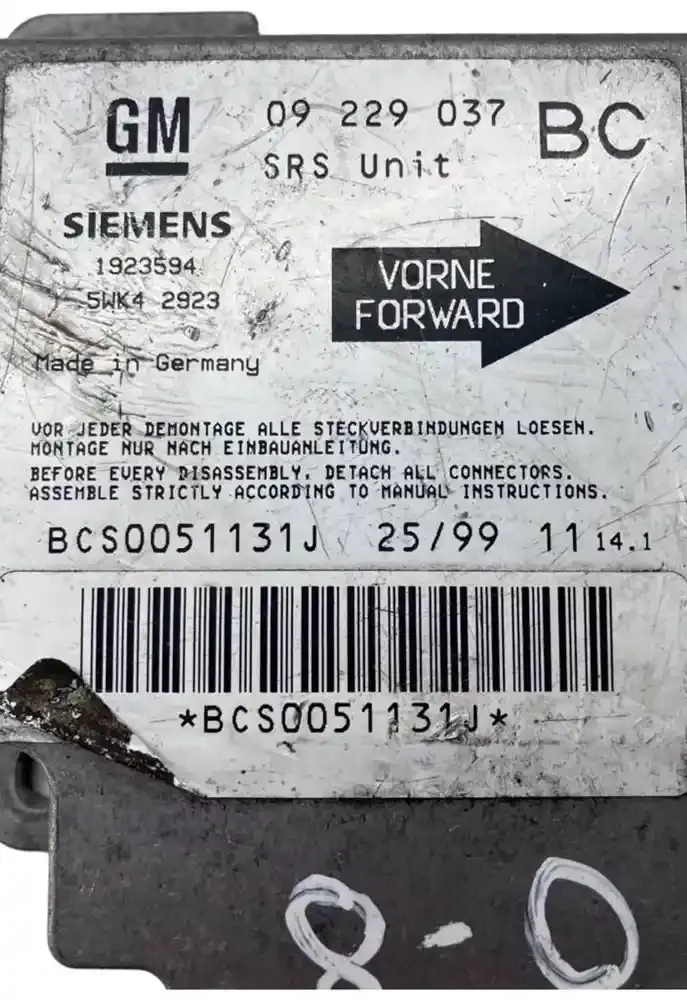 GM 09 229 037 BC
SRS Unit
SIEMENS
1923594
5WK4 2923
VORNE
FORWARD
Made in Germany
VOR JEDER DEMONTAGE ALLE STECKVERBINDUNGEN LOESEN.
MONTAGE NUR NACH EINBAUANLEITUNG.
BEFORE EVERY DISASSEMBLY, DETACH ALL CONNECTORS.
ASSEMBLE STRICTLY ACCORDING TO MANUAL INSTRUCTIONS.
BCS0051131J 25/99 11 14.1
*BCS0051131J*
8-0